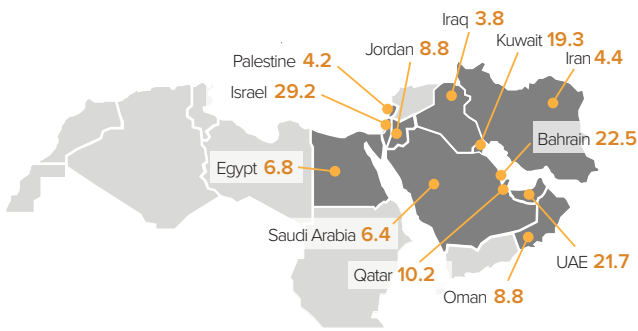 Iraq 3.8
Kuwait 19.3
Jordan 8.8
Iran 4.4
Palestine 4.2
Israel 29.2
Bahrain 22.5
Egypt 6.8
Saudi Arabia 6.4
UAE 21.7
Qatar 10.2
Oman 8.8